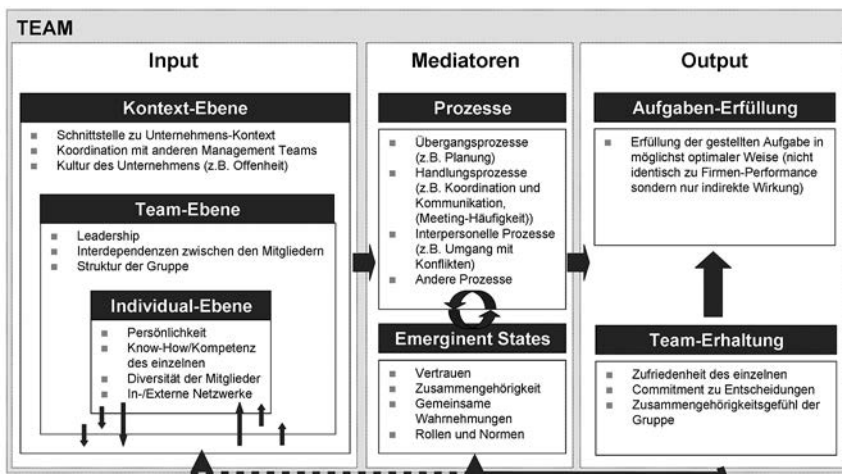 TEAM
Input
Kontext-Ebene
Schnittstelle zu Unternehmens-Kontext
Koordination mit anderen Management Teams
Kultur des Unternehmens (z.B. Offenheit)
Team-Ebene
Leadership
Interdependenzen zwischen den Mitgliedern
Struktur der Gruppe
Individual-Ebene
Persönlichkeit
Know-How/Kompetenz
des einzelnen
Diversität der Mitglieder
In-/Externe Netzwerke
Mediatoren
Prozesse
Übergangsprozesse
(z.B. Planung)
Handlungsprozesse
(z.B. Koordination und
Kommunikation,
(Meeting-Häufigkeit))
Interpersonelle Prozesse
(z.B. Umgang mit
Konflikten)
Andere Prozesse
Emerginent States
Vertrauen
Zusammengehörigkeit
Gemeinsame
Wahrnehmungen
Rollen und Normen
Output
Aufgaben-Erfüllung
Erfüllung der gestellten Aufgabe in
möglichst optimaler Weise (nicht
identisch zu Firmen-Performance
sondern nur indirekte Wirkung)
Team-Erhaltung
Zufriedenheit des einzelnen
Commitment zu Entscheidungen
Zusammengehörigkeitsgefühl der
Gruppe